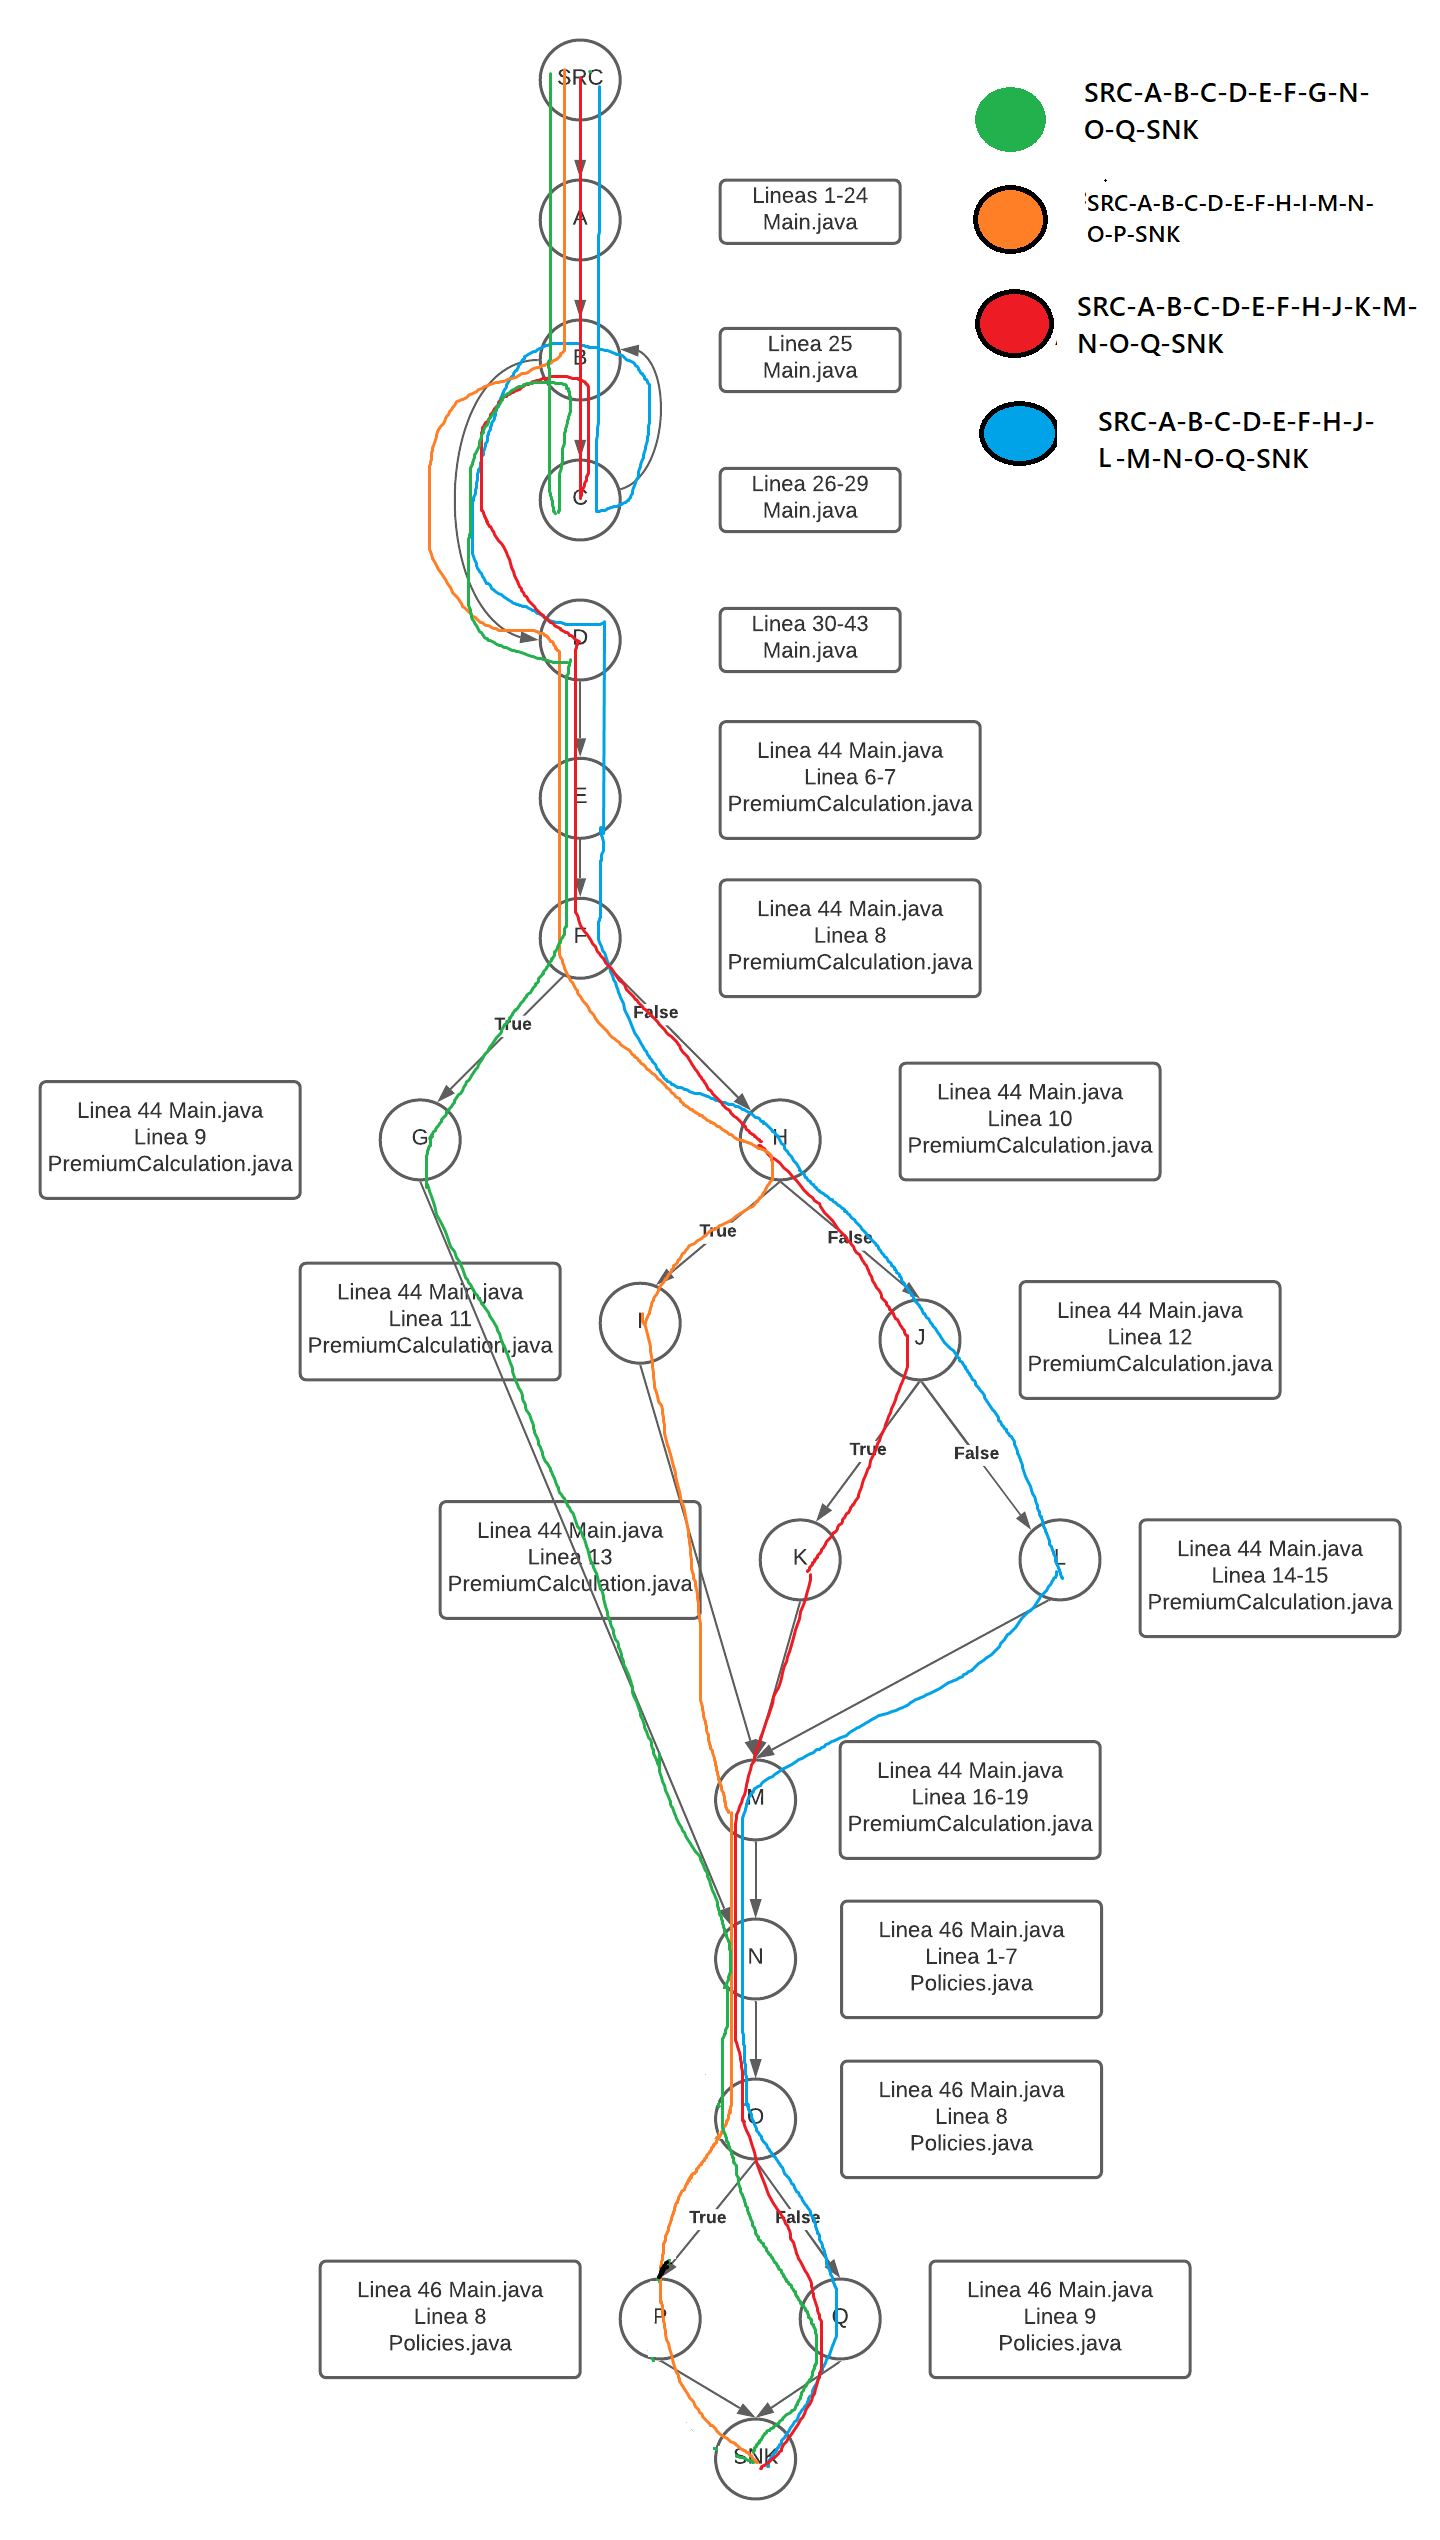 SRC
SRC-A-B-C-D-E-F-G-N-
O-Q-SNK
SRC-A-B-C-D-E-F-H-I-M-N-
O-P-SNK
A
Lineas 1-24
Main.java
SRC-A-B-C-D-E-F-H-J-K-M-
N-O-Q-SNK
B
Linea 25
Main.java
SRC-A-B-C-D-E-F-H-J-
L-M-N-O-Q-SNK
C
Linea 26-29
Main.java
D
Linea 30-43
Main.java
E
Linea 44 Main.java
Linea 6-7
PremiumCalculation.java
F
Linea 44 Main.java
Linea 8
PremiumCalculation.java
True
False
Linea 44 Main.java
Linea 9
PremiumCalculation.java
G
H
Linea 44 Main.java
Linea 10
PremiumCalculation.java
True
False
Linea 44 Main.java
Linea 11
PremiumCalculation.java
I
J
Linea 44 Main.java
Linea 12
PremiumCalculation.java
True
False
Linea 44 Main.java
Linea 13
PremiumCalculation.java
K
L
Linea 44 Main.java
Linea 14-15
PremiumCalculation.java
M
Linea 44 Main.java
Linea 16-19
PremiumCalculation.java
N
Linea 46 Main.java
Linea 1-7
Policies.java
O
Linea 46 Main.java
Linea 8
Policies.java
True
False
Linea 46 Main.java
Linea 8
Policies.java
P
Q
Linea 46 Main.java
Linea 9
Policies.java
SNK